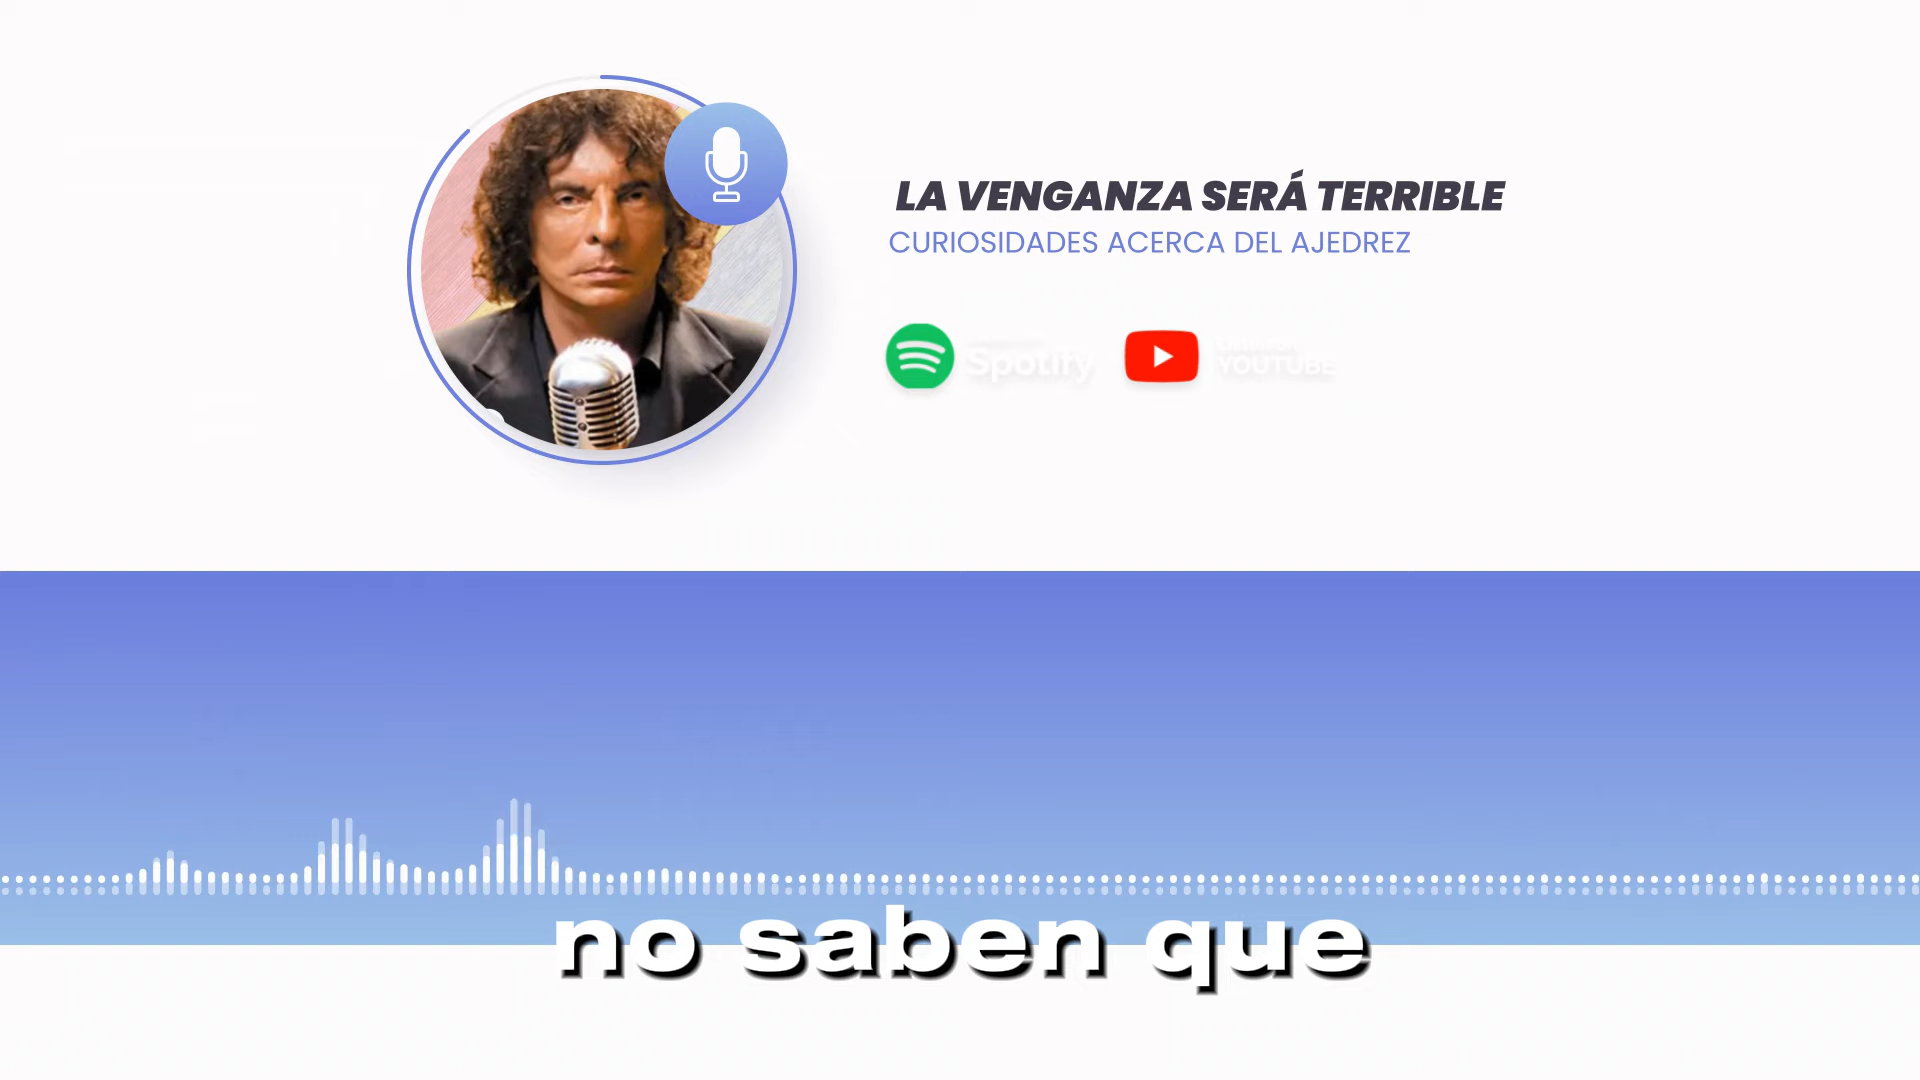 LA VENGANZA SERÁ TERRIBLE
CURIOSIDADES ACERCA DEL AJEDREZ
Spotify
YOUTUBE
no saben que